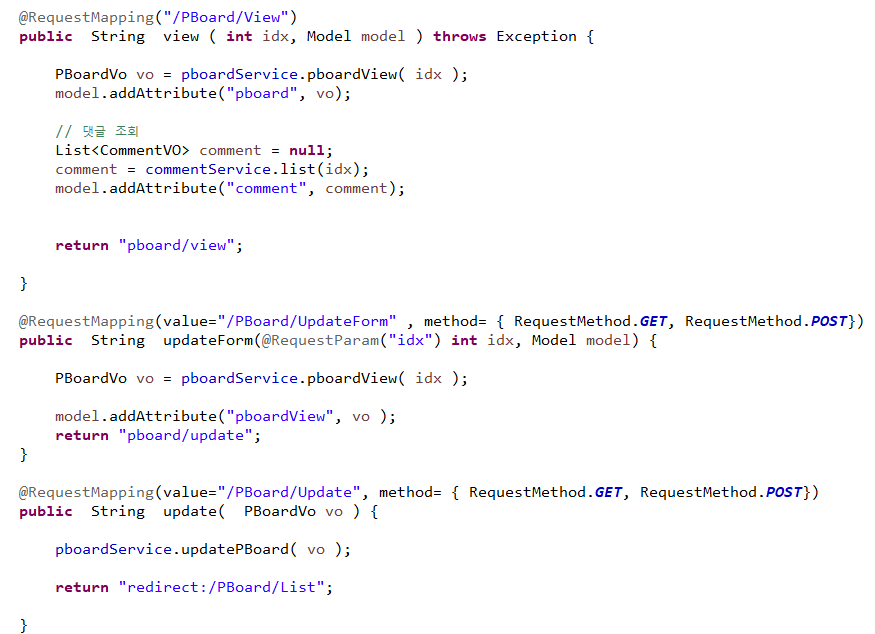 @RequestMapping("/PBoard/View")
public  String  view ( int idx, Model model ) throws Exception {
    PBoardVo vo = pboardService.pboardView( idx );
    model.addAttribute("pboard", vo);
    // 댓글 조회
    List<CommentVO> comment = null;
    comment = commentService.list(idx);
    model.addAttribute("comment", comment);
    return "pboard/view";
}
@RequestMapping(value="/PBoard/UpdateForm" , method= { RequestMethod.GET, RequestMethod.POST})
public  String  updateForm(@RequestParam("idx") int idx, Model model) {
    PBoardVo vo = pboardService.pboardView( idx );
    model.addAttribute("pboardView", vo );
    return "pboard/update";
}
@RequestMapping(value="/PBoard/Update", method= { RequestMethod.GET, RequestMethod.POST})
public  String  update(  PBoardVo vo ) {
    pboardService.updatePBoard( vo );
    return "redirect:/PBoard/List";
}